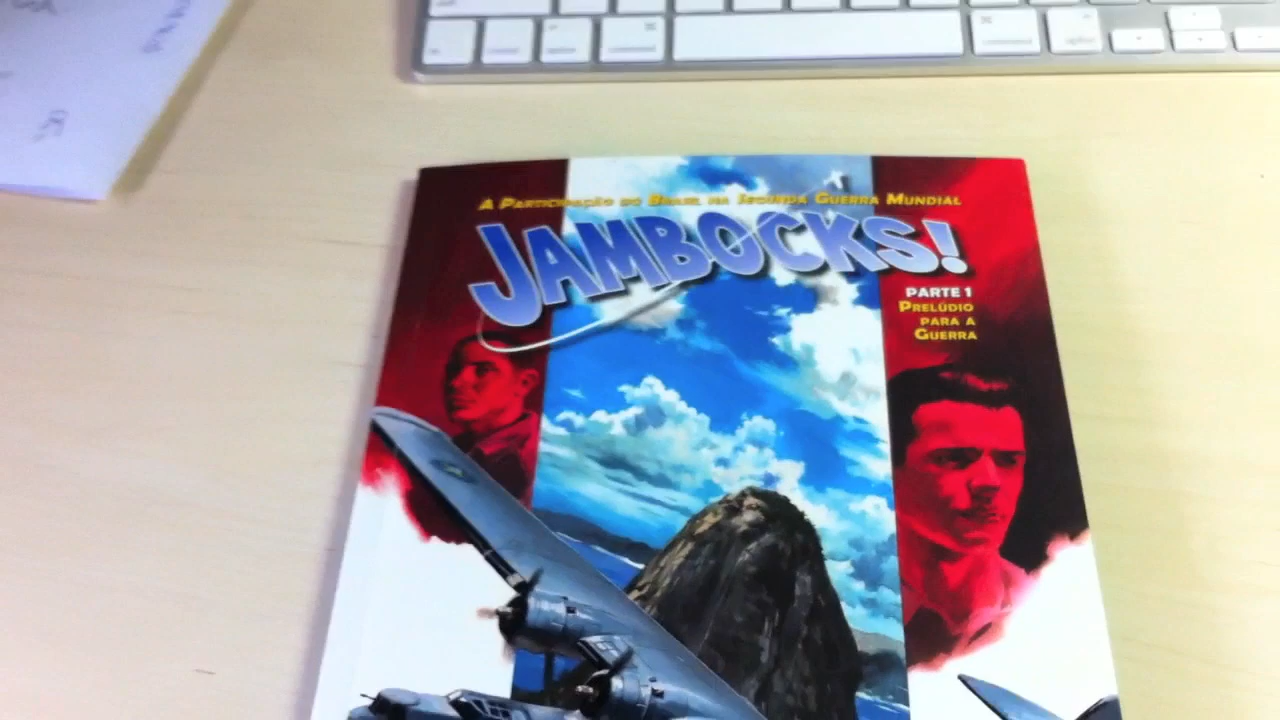 A Participação do Brasil na Segunda Guerra Mundial
JAMBOCKS!
PARTE 1
Prelúdio
para a
Guerra